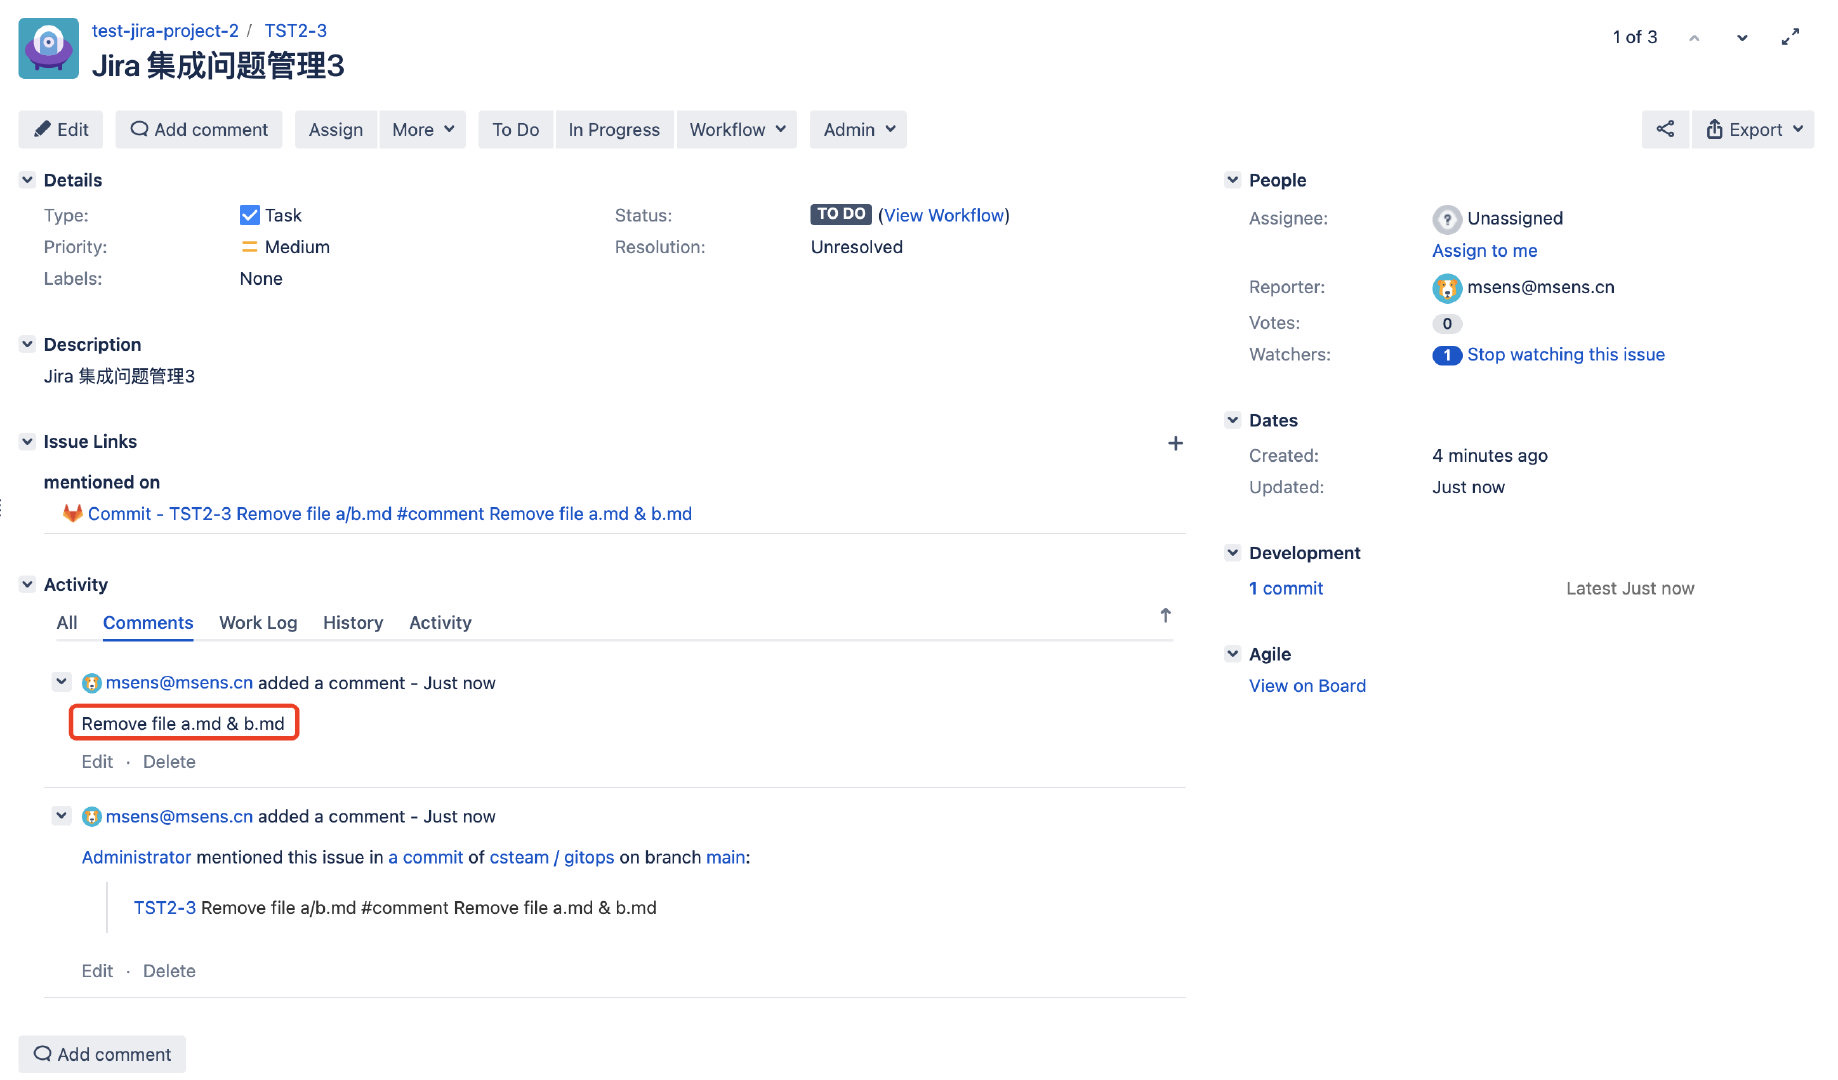 test-jira-project-2 / TST2-3
Jira 集成问题管理3
1 of 3
Edit
Add comment
Assign
More
To Do
In Progress
Workflow
Admin
Export
Details
Type: Task
Status: TO DO (View Workflow)
Priority: Medium
Resolution: Unresolved
Labels: None
Description
Jira 集成问题管理3
Issue Links
mentioned on
Commit - TST2-3 Remove file a/b.md #comment Remove file a.md & b.md
Activity
All Comments Work Log History Activity
msens@msens.cn added a comment - Just now
Remove file a.md & b.md
Edit · Delete
msens@msens.cn added a comment - Just now
Administrator mentioned this issue in a commit of csteam / gitops on branch main:
TST2-3 Remove file a/b.md #comment Remove file a.md & b.md
Edit · Delete
Add comment
People
Assignee: ? Unassigned
Assign to me
Reporter: msens@msens.cn
Votes: 0
Watchers: 1 Stop watching this issue
Dates
Created: 4 minutes ago
Updated: Just now
Development
1 commit Latest Just now
Agile
View on Board